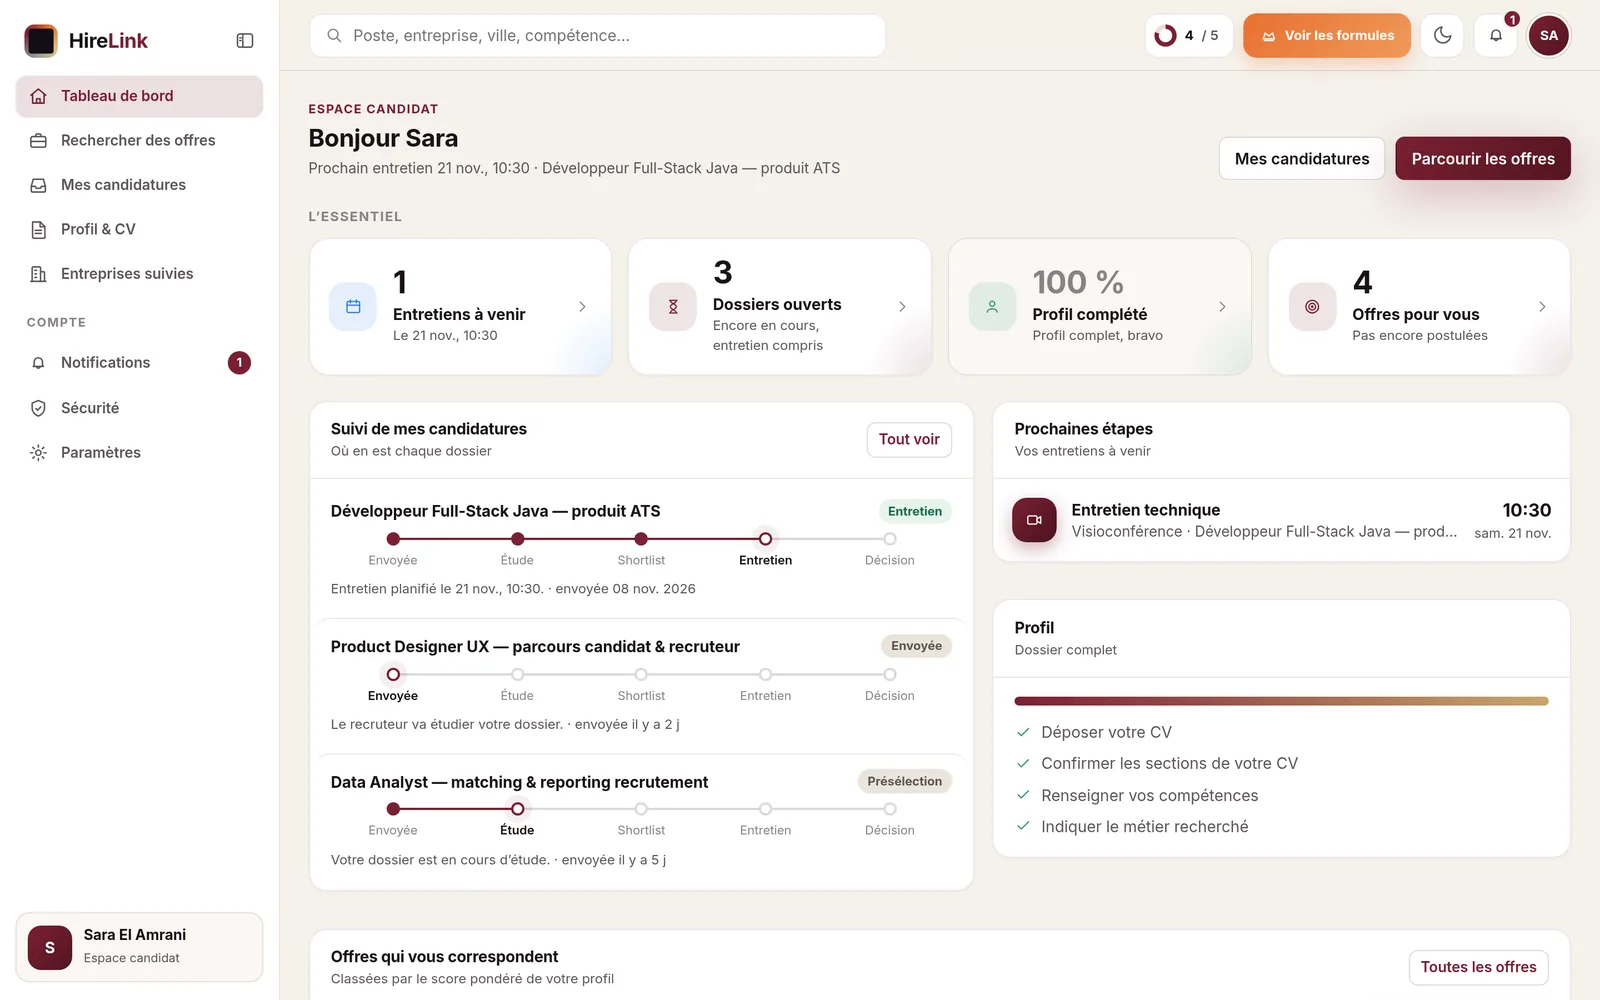 HireLink
Tableau de bord
Rechercher des offres
Mes candidatures
Profil & CV
Entreprises suivies
COMPTE
Notifications
1
Sécurité
Paramètres
S
Sara El Amrani
Espace candidat
Poste, entreprise, ville, compétence...
4 / 5
Voir les formules
1
SA
ESPACE CANDIDAT
Bonjour Sara
Prochain entretien 21 nov., 10:30 · Développeur Full-Stack Java — produit ATS
Mes candidatures
Parcourir les offres
L’ESSENTIEL
1
Entretiens à venir
Le 21 nov., 10:30
3
Dossiers ouverts
Encore en cours,
entretien compris
100 %
Profil complété
Profil complet, bravo
4
Offres pour vous
Pas encore postulées
Suivi de mes candidatures
Où en est chaque dossier
Tout voir
Développeur Full-Stack Java — produit ATS
Entretien
Envoyée
Étude
Shortlist
Entretien
Décision
Entretien planifié le 21 nov., 10:30. · envoyée 08 nov. 2026
Product Designer UX — parcours candidat & recruteur
Envoyée
Envoyée
Étude
Shortlist
Entretien
Décision
Le recruteur va étudier votre dossier. · envoyée il y a 2 j
Data Analyst — matching & reporting recrutement
Présélection
Envoyée
Étude
Shortlist
Entretien
Décision
Votre dossier est en cours d’étude. · envoyée il y a 5 j
Prochaines étapes
Vos entretiens à venir
Entretien technique
Visioconférence · Développeur Full-Stack Java — prod...
10:30
sam. 21 nov.
Profil
Dossier complet
Déposer votre CV
Confirmer les sections de votre CV
Renseigner vos compétences
Indiquer le métier recherché
Offres qui vous correspondent
Classées par le score pondéré de votre profil
Toutes les offres